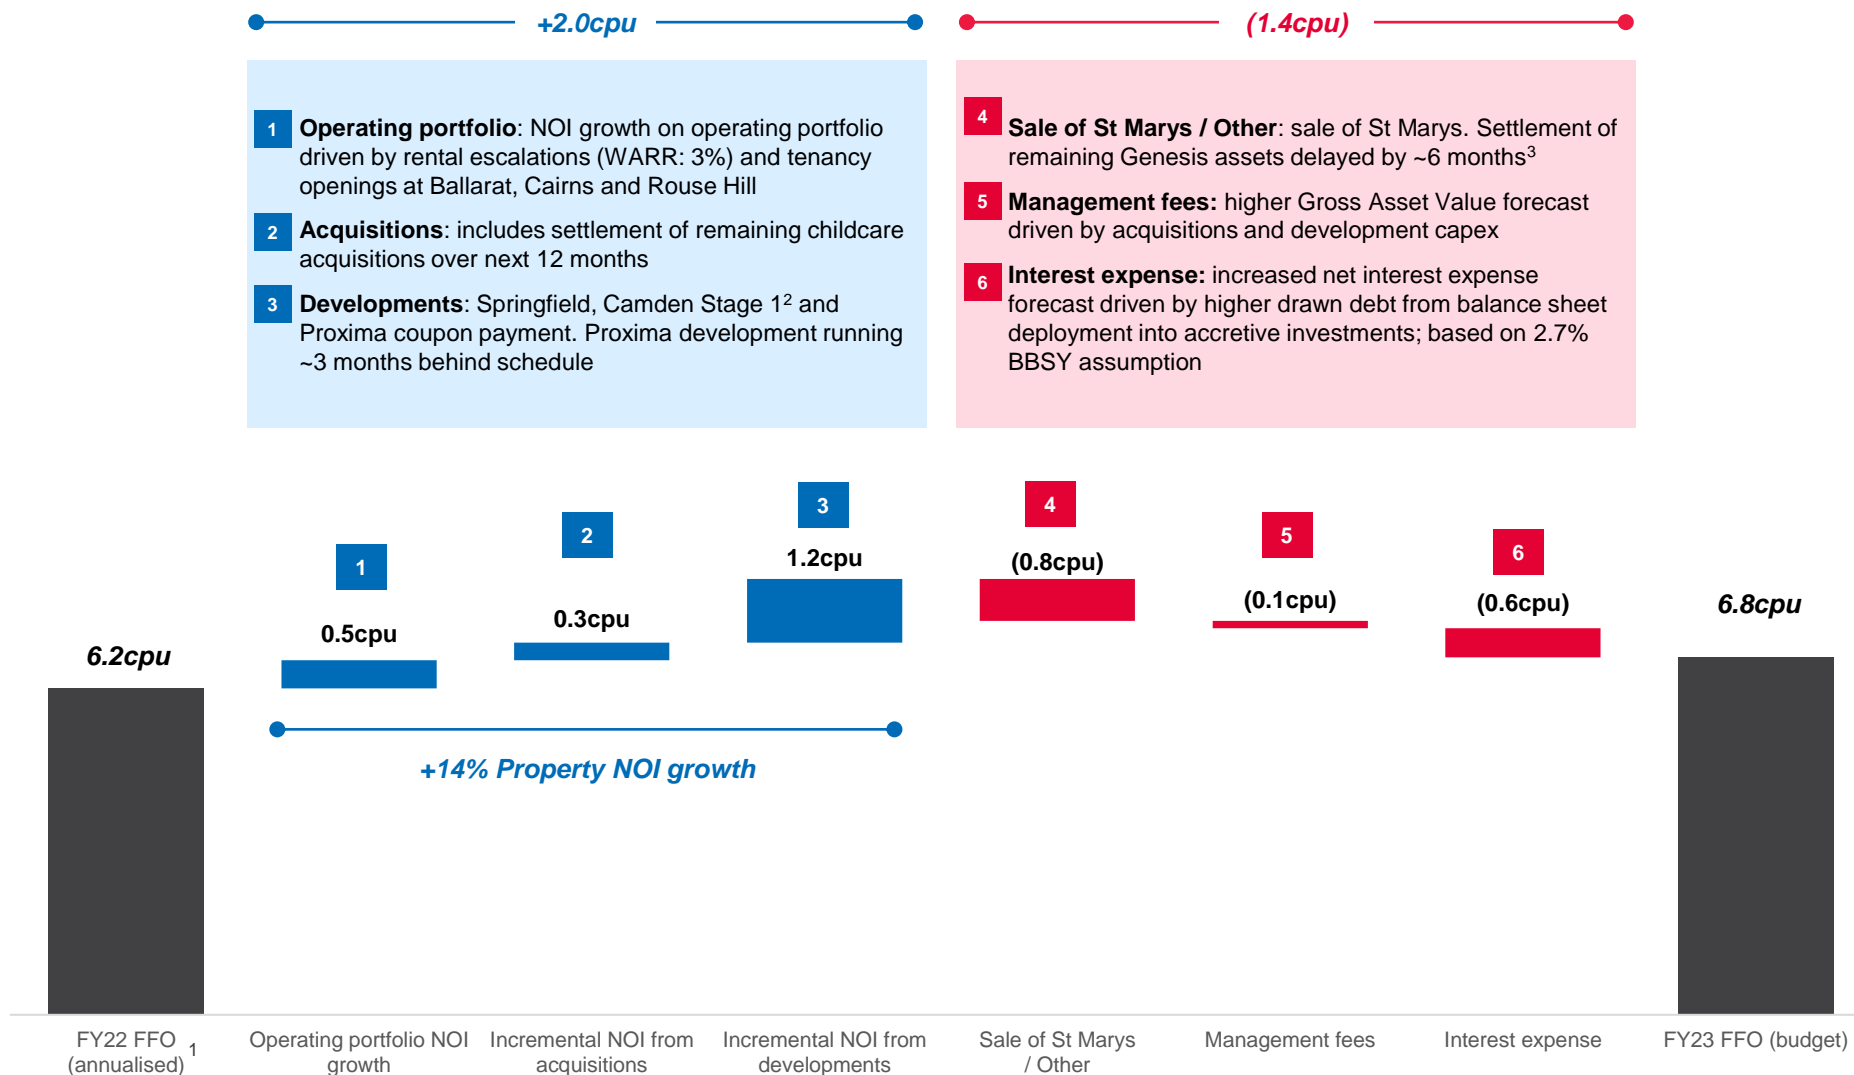 +2.0cpu
(1.4cpu)
1
Operating portfolio: NOI growth on operating portfolio
driven by rental escalations (WARR: 3%) and tenancy
openings at Ballarat, Cairns and Rouse Hill
2
Acquisitions: includes settlement of remaining childcare
acquisitions over next 12 months
3
Developments: Springfield, Camden Stage 1² and
Proxima coupon payment. Proxima development running
~3 months behind schedule
4
Sale of St Marys / Other: sale of St Marys. Settlement of
remaining Genesis assets delayed by ~6 months³
5
Management fees: higher Gross Asset Value forecast
driven by acquisitions and development capex
6
Interest expense: increased net interest expense
forecast driven by higher drawn debt from balance sheet
deployment into accretive investments; based on 2.7%
BBSY assumption
6.2cpu
1
0.5cpu
2
0.3cpu
3
1.2cpu
4
(0.8cpu)
5
(0.1cpu)
6
(0.6cpu)
6.8cpu
+14% Property NOI growth
FY22 FFO
(annualised) ¹
Operating portfolio NOI
growth
Incremental NOI from
acquisitions
Incremental NOI from
developments
Sale of St Marys
/ Other
Management fees
Interest expense
FY23 FFO (budget)